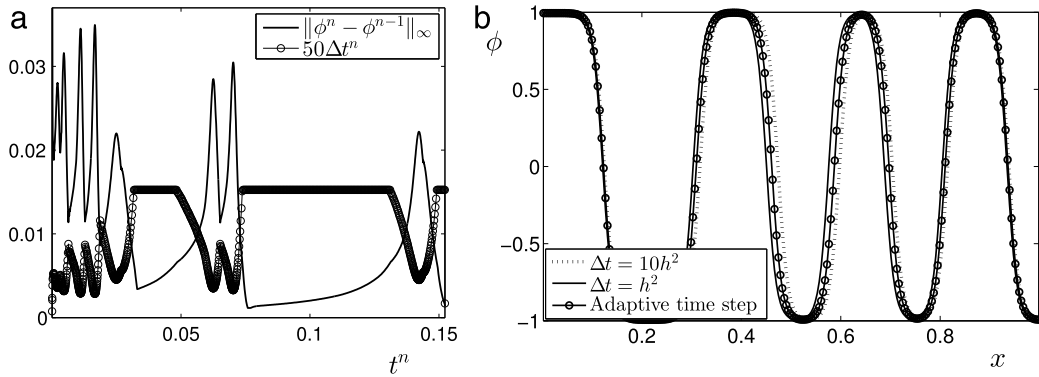 a
‖ϕⁿ − ϕⁿ⁻¹‖∞
50Δtⁿ
0.03
0.02
0.01
0
0.05
0.1
0.15
tⁿ
b
ϕ
1
0.5
0
−0.5
−1
Δt = 10h²
Δt = h²
Adaptive time step
0.2
0.4
0.6
0.8
x